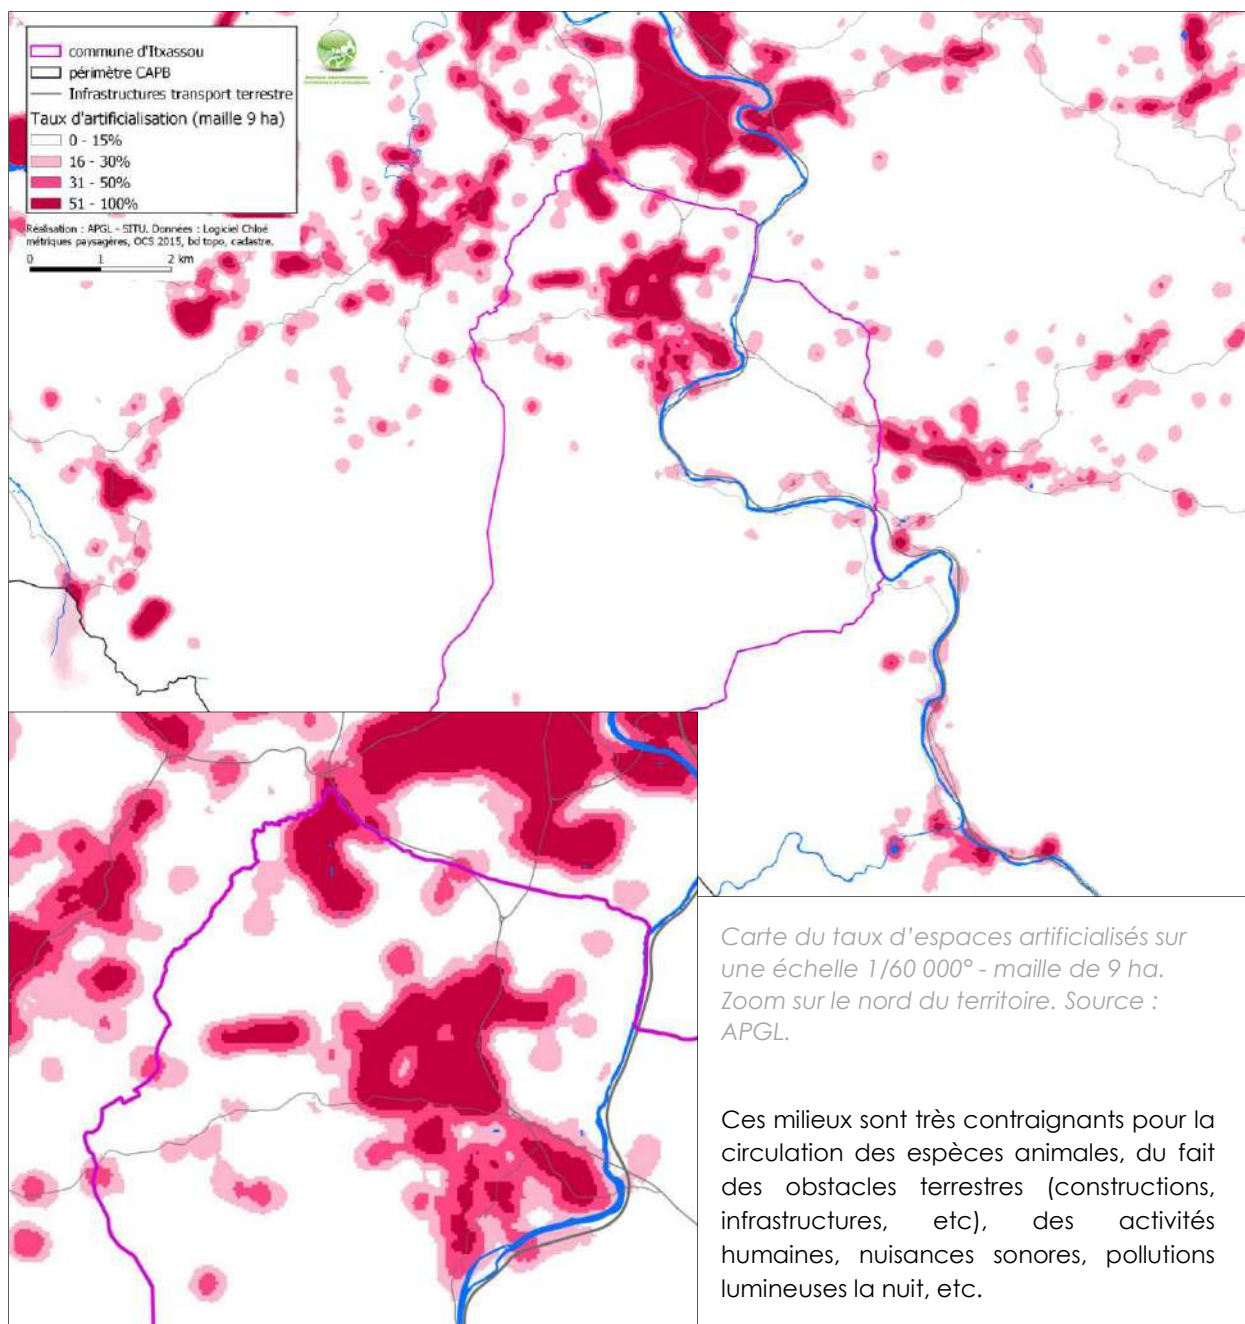 commune d'Itxassou
périmètre CAPB
Infrastructures transport terrestre
Taux d'artificialisation (maille 9 ha)
0 - 15%
16 - 30%
31 - 50%
51 - 100%
Réalisation : APGL - SITU. Données : Logiciel Chloé
métriques paysagères, OCS 2015, bd topo, cadastre.
0 1 2 km
Carte du taux d'espaces artificialisés sur
une échelle 1/60 000° - maille de 9 ha.
Zoom sur le nord du territoire. Source :
APGL.
Ces milieux sont très contraignants pour la
circulation des espèces animales, du fait
des obstacles terrestres (constructions,
infrastructures, etc), des activités
humaines, nuisances sonores, pollutions
lumineuses la nuit, etc.